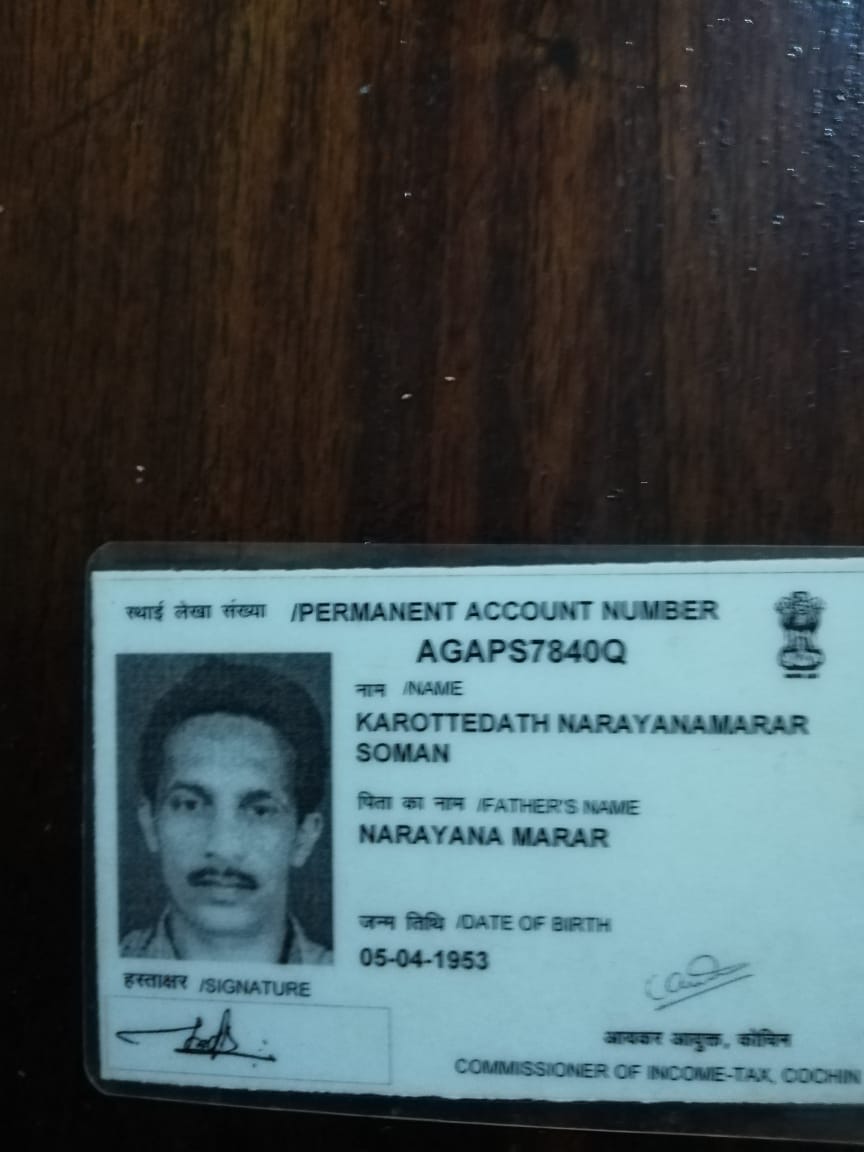 स्थाई लेखा संख्या /PERMANENT ACCOUNT NUMBER
AGAPS7840Q
नाम /NAME
KAROTTEDATH NARAYANAMARAR
SOMAN
पिता का नाम /FATHER'S NAME
NARAYANA MARAR
जन्म तिथि /DATE OF BIRTH
05-04-1953
हस्ताक्षर /SIGNATURE
आयकर आयुक्त, कोचिन
COMMISSIONER OF INCOME-TAX, COCHIN